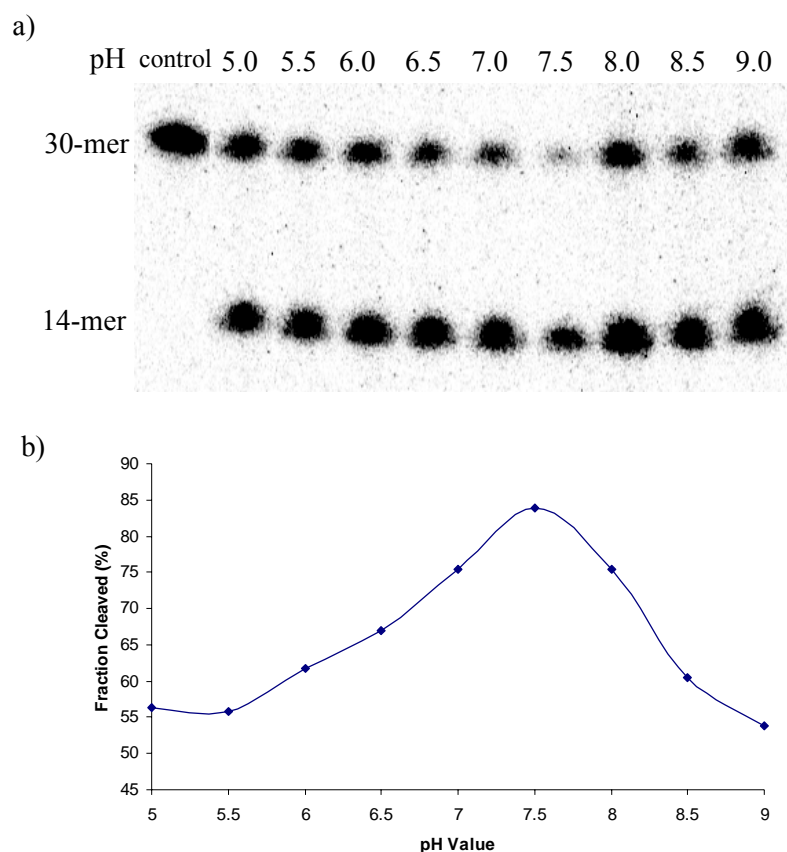 a)
pH control 5.0 5.5 6.0 6.5 7.0 7.5 8.0 8.5 9.0
30-mer
14-mer
b)
90
85
80
75
70
65
60
55
50
45
Fraction Cleaved (%)
5 5.5 6 6.5 7 7.5 8 8.5 9
pH Value